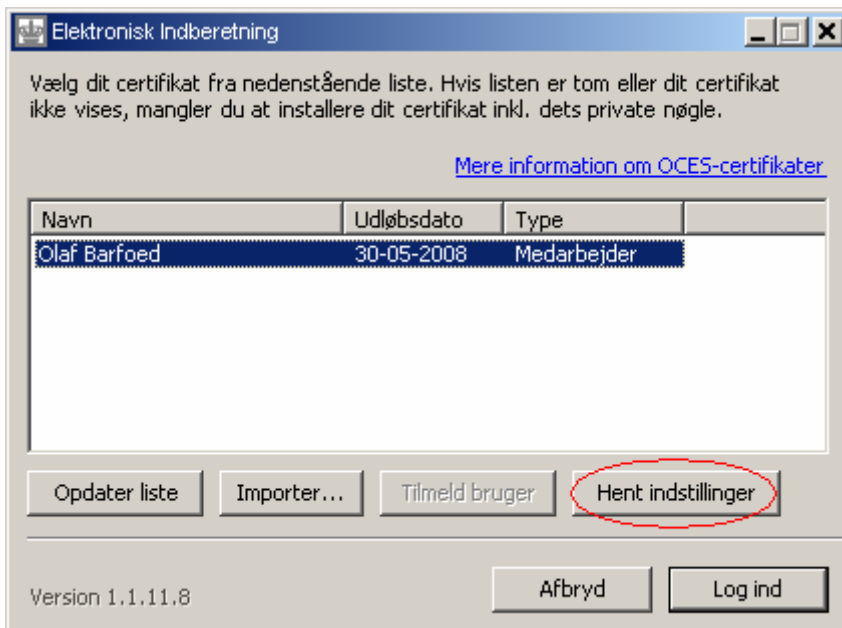 Elektronisk Indberetning
Vælg dit certifikat fra nedenstående liste. Hvis listen er tom eller dit certifikat
ikke vises, mangler du at installere dit certifikat inkl. dets private nøgle.
Mere information om OCES-certifikater
Navn Udløbsdato Type
Olaf Barfoed 30-05-2008 Medarbejder
Opdater liste Importer... Tilmeld bruger Hent indstillinger
Version 1.1.11.8 Afbryd Log ind